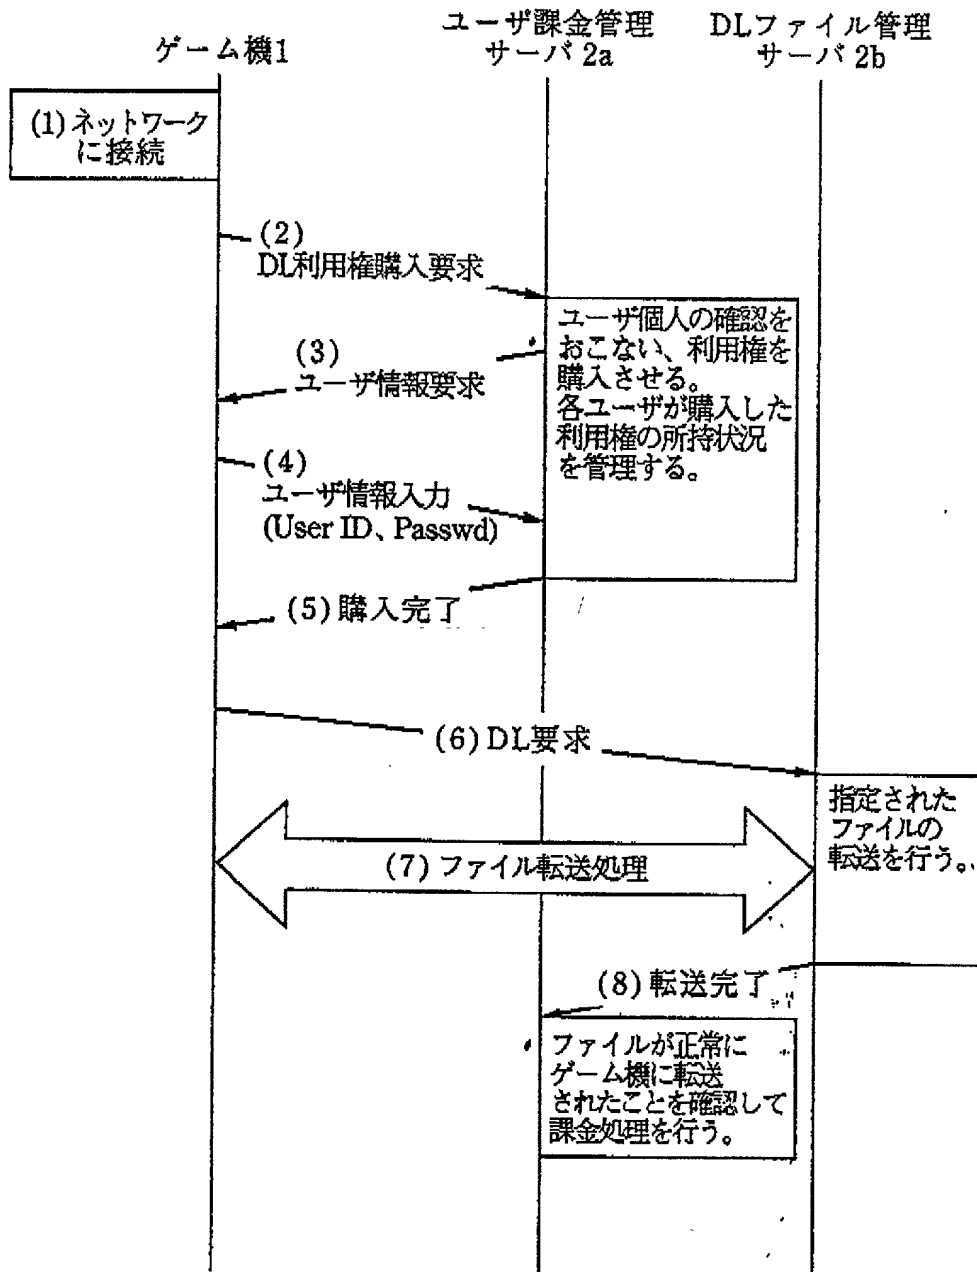 ゲーム機1
ユーザ課金管理
サーバ 2a
DLファイル管理
サーバ 2b
(1)ネットワーク
に接続
(2)
DL利用権購入要求
ユーザ個人の確認を
おこない、利用権を
購入させる。
各ユーザが購入した
利用権の所持状況
を管理する。
(3)
ユーザ情報要求
(4)
ユーザ情報入力
(User ID、Passwd)
(5)購入完了
(6)DL要求
指定された
ファイルの
転送を行う。
(7)ファイル転送処理
(8)転送完了
ファイルが正常に
ゲーム機に転送
されたことを確認して
課金処理を行う。